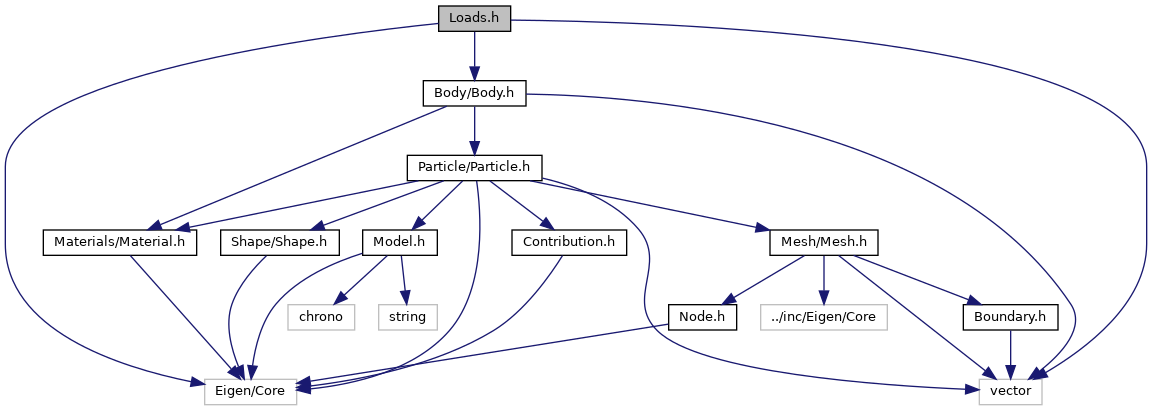 Loads.h
Body/Body.h
Particle/Particle.h
Materials/Material.h
Shape/Shape.h
Model.h
Contribution.h
Mesh/Mesh.h
chrono
string
Node.h
../inc/Eigen/Core
Boundary.h
Eigen/Core
vector